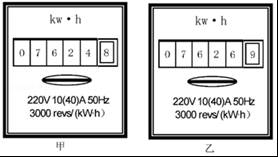 kw·h
0 7 6 2 4 8
220V 10(40)A 50Hz
3000 revs/(kW·h)
甲
kw·h
0 7 6 2 6 9
220V 10(40)A 50Hz
3000 revs/(kW·h)
乙